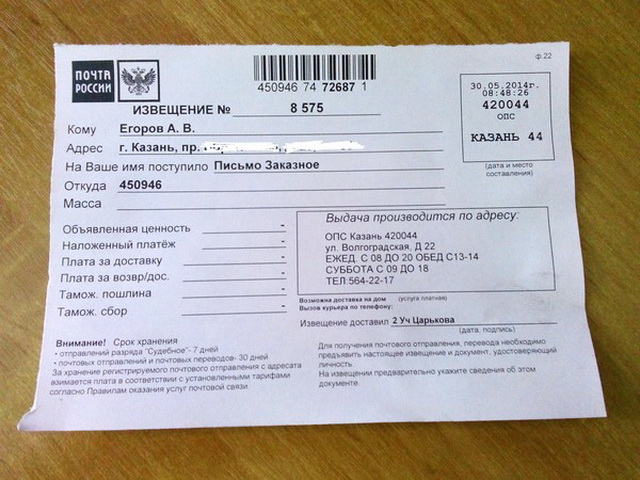 ф.22
ПОЧТА
РОССИИ
450946 74 72687 1
ИЗВЕЩЕНИЕ № 8 575
30.05.2014г.
08:48:26
420044
ОПС
КАЗАНЬ 44
(дата и место
составления)
Кому Егоров А. В.
Адрес г. Казань, пр.
На Ваше имя поступило Письмо Заказное
Откуда 450946
Масса
Объявленная ценность -
Наложенный платёж -
Плата за доставку -
Плата за возвр/дос. -
Тамож. пошлина -
Тамож. сбор -
Выдача производится по адресу:
ОПС Казань 420044
ул. Волгоградская, Д 22
ЕЖЕД. С 08 ДО 20 ОБЕД С13-14
СУББОТА С 09 ДО 18
ТЕЛ:564-22-17
Возможна доставка на дом (услуга платная)
Вызов курьера по телефону:
Извещение доставил 2 Уч Царькова
(дата, подпись)
Внимание! Срок хранения
• отправлений разряда "Судебное"- 7 дней
• почтовых отправлений и почтовых переводов- 30 дней
За хранение регистрируемого почтового отправления с адресата
взимается плата в соответствии с установленными тарифами
согласно Правилам оказания услуг почтовой связи.
Для получения почтового отправления, перевода необходимо
предъявить настоящее извещение и документ, удостоверяющий
личность.
На извещении предварительно укажите сведения об этом
документе.